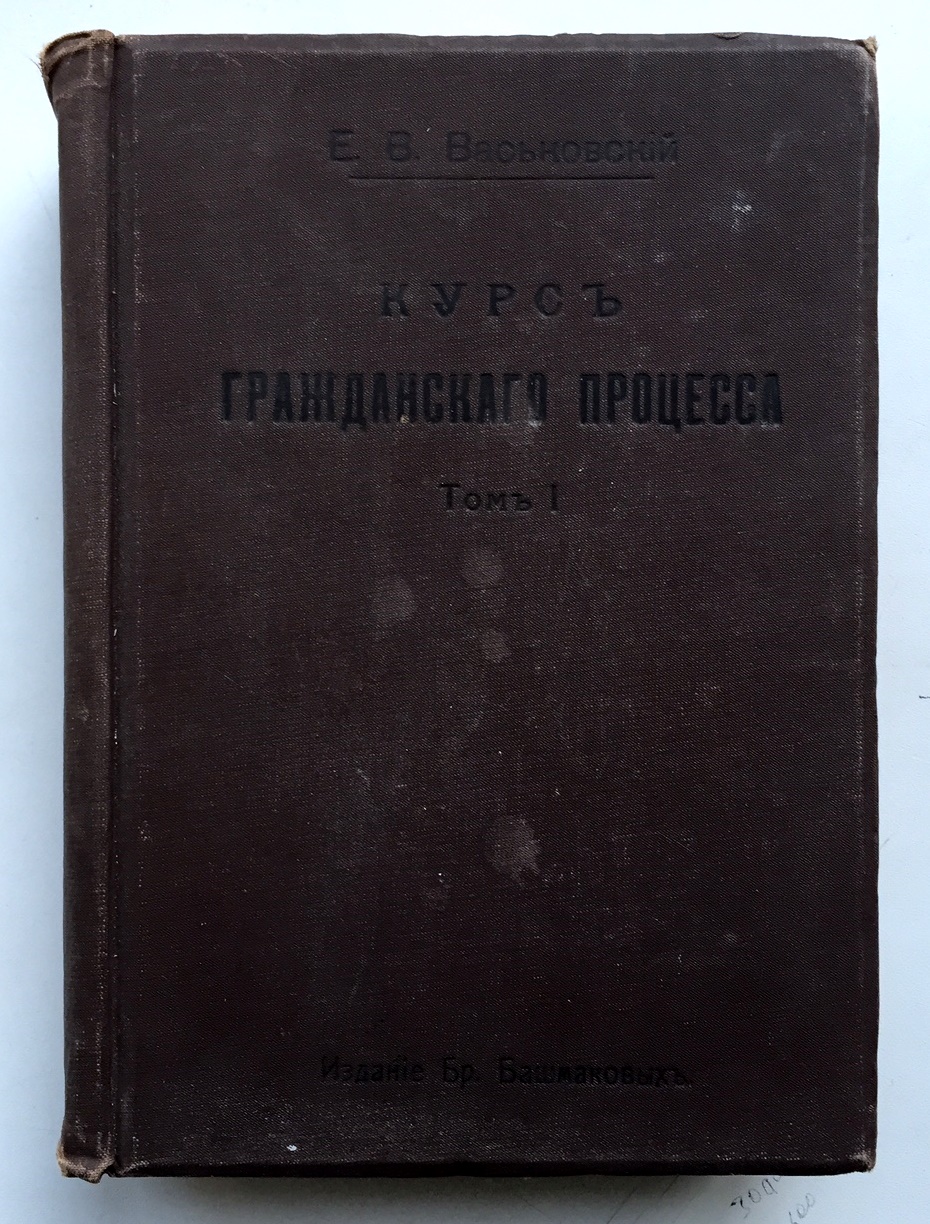 Е. В. Васьковскій
КУРСЪ
ГРАЖДАНСКАГО ПРОЦЕССА
Томъ I
Изданіе Бр. Башмаковыхъ.